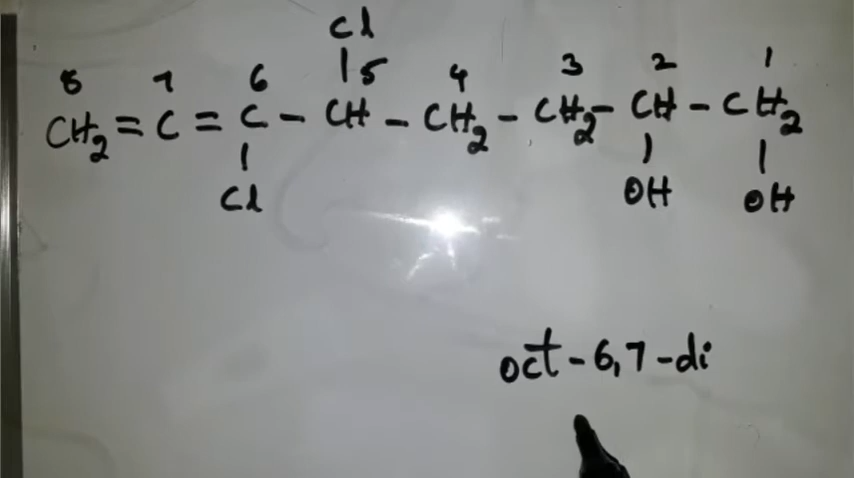 Cl
8 7 6 5 4 3 2 1
CH2 = C = C - CH - CH2 - CH2 - CH - CH2
Cl OH OH
oct-6,7-di